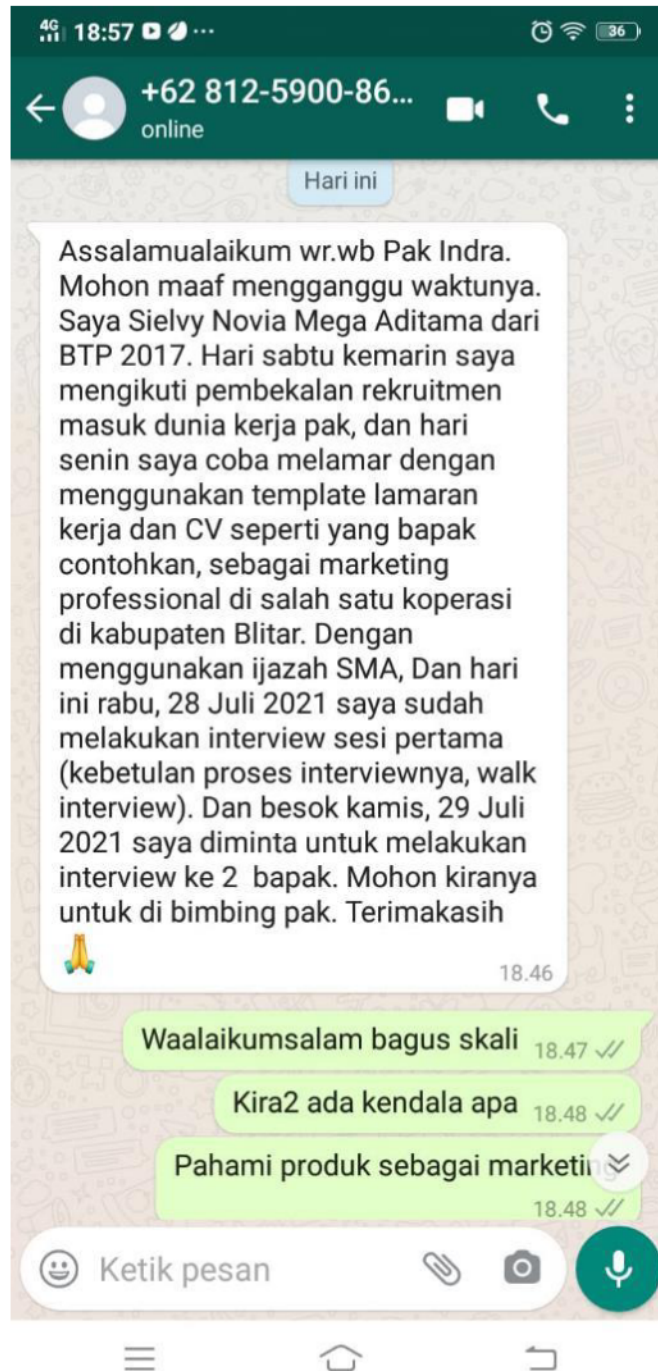 4G 18:57 ... 36
+62 812-5900-86...
online
Hari ini
Assalamualaikum wr.wb Pak Indra.
Mohon maaf mengganggu waktunya.
Saya Sielvy Novia Mega Aditama dari
BTP 2017. Hari sabtu kemarin saya
mengikuti pembekalan rekruitmen
masuk dunia kerja pak, dan hari
senin saya coba melamar dengan
menggunakan template lamaran
kerja dan CV seperti yang bapak
contohkan, sebagai marketing
professional di salah satu koperasi
di kabupaten Blitar. Dengan
menggunakan ijazah SMA, Dan hari
ini rabu, 28 Juli 2021 saya sudah
melakukan interview sesi pertama
(kebetulan proses interviewnya, walk
interview). Dan besok kamis, 29 Juli
2021 saya diminta untuk melakukan
interview ke 2 bapak. Mohon kiranya
untuk di bimbing pak. Terimakasih
🙏 18.46
Waalaikumsalam bagus skali 18.47
Kira2 ada kendala apa 18.48
Pahami produk sebagai marketin
18.48
Ketik pesan